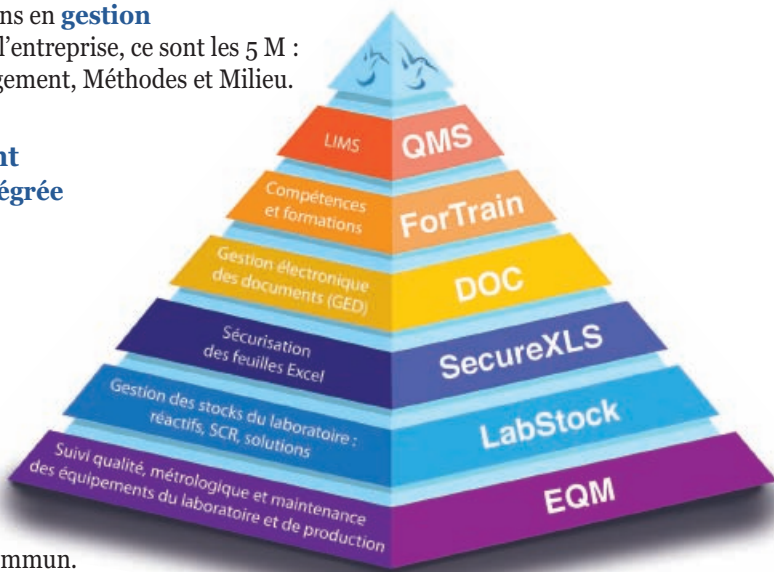 ns en gestion
l'entreprise, ce sont les 5 M :
gement, Méthodes et Milieu.
nt
égrée
LIMS
QMS
Compétences
et formations
ForTrain
Gestion électronique
des documents (GED)
DOC
Sécurisation
des feuilles Excel
SecureXLS
Gestion des stocks du laboratoire :
réactifs, SCR, solutions
LabStock
Suivi qualité, métrologique et maintenance
des équipements du laboratoire et de production
EQM
mmun.